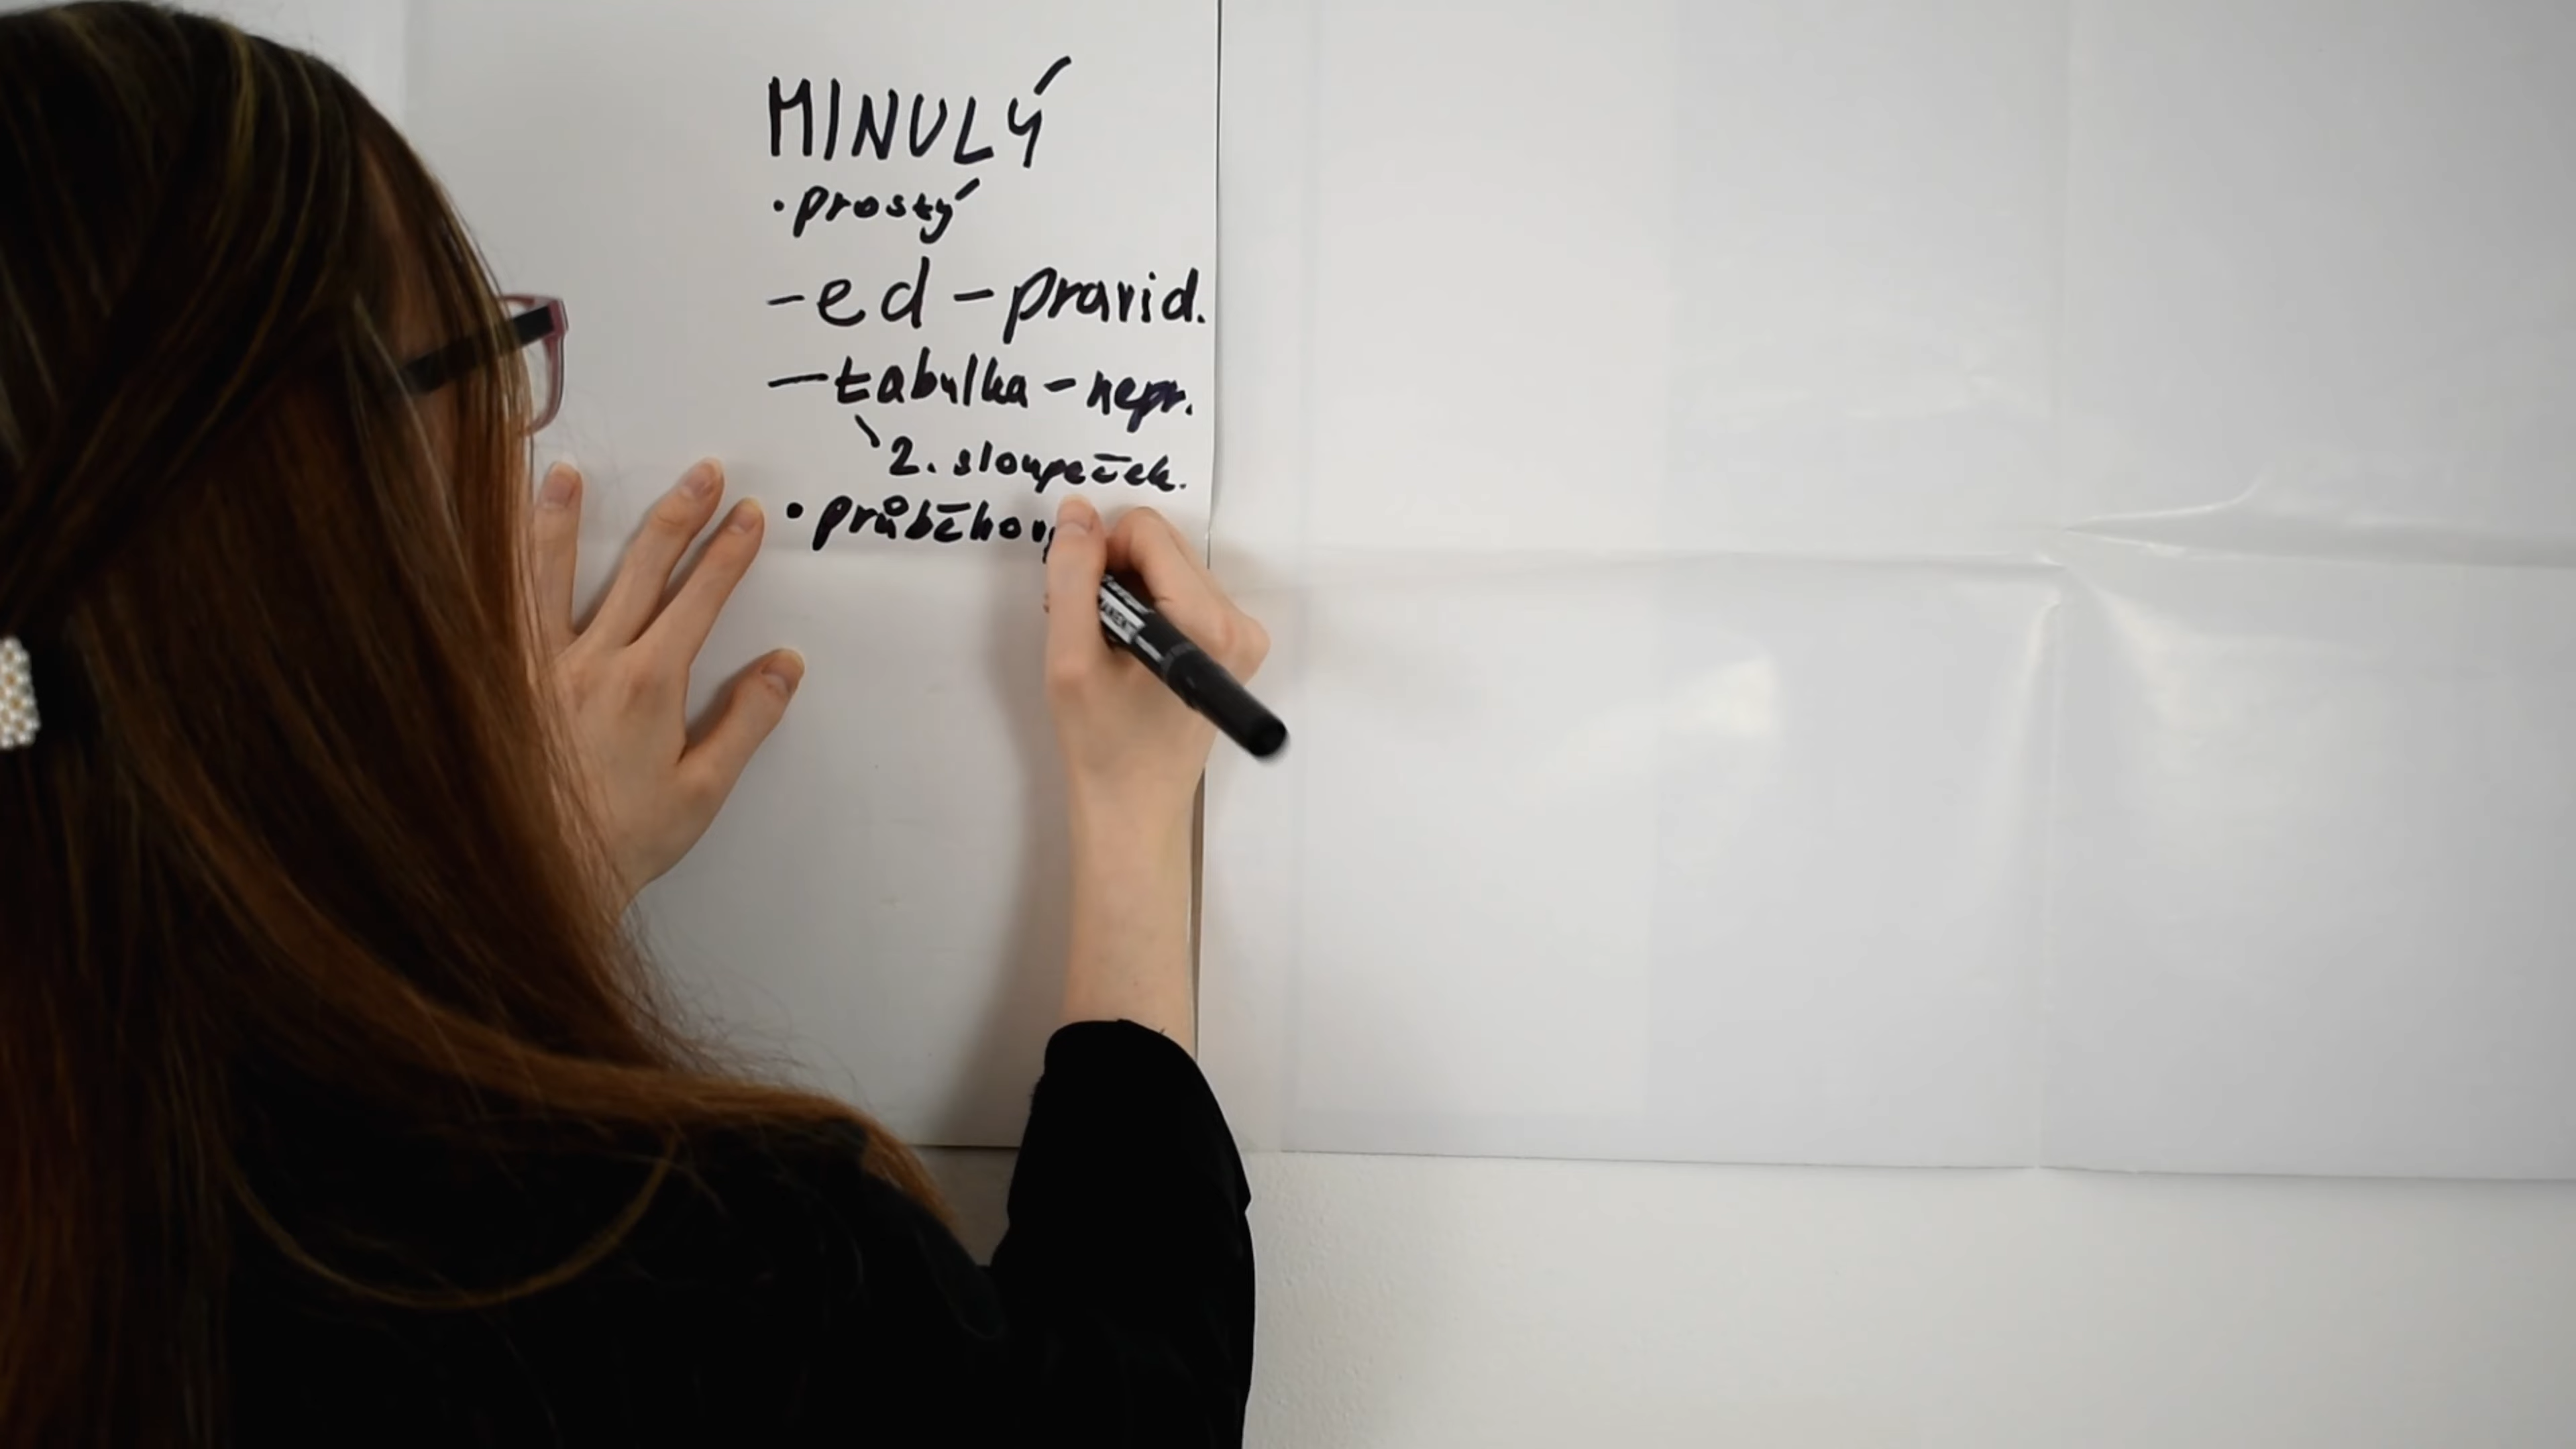 MINULÝ
• prostý
- ed - pravid.
- tabulka - nepr.
2. sloupeček.